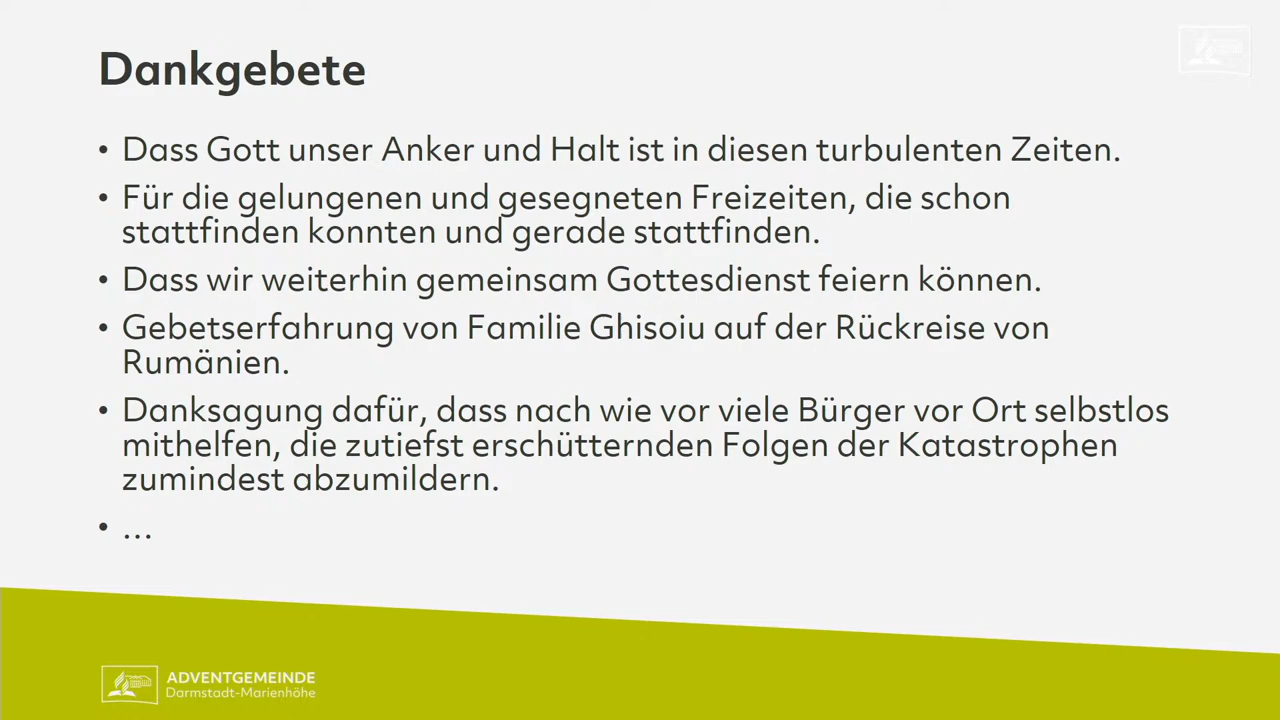 Dankgebete
• Dass Gott unser Anker und Halt ist in diesen turbulenten Zeiten.
• Für die gelungenen und gesegneten Freizeiten, die schon
stattfinden konnten und gerade stattfinden.
• Dass wir weiterhin gemeinsam Gottesdienst feiern können.
• Gebetserfahrung von Familie Ghisoiu auf der Rückreise von
Rumänien.
• Danksagung dafür, dass nach wie vor viele Bürger vor Ort selbstlos
mithelfen, die zutiefst erschütternden Folgen der Katastrophen
zumindest abzumildern.
• ...
ADVENTGEMEINDE
Darmstadt-Marienhöhe